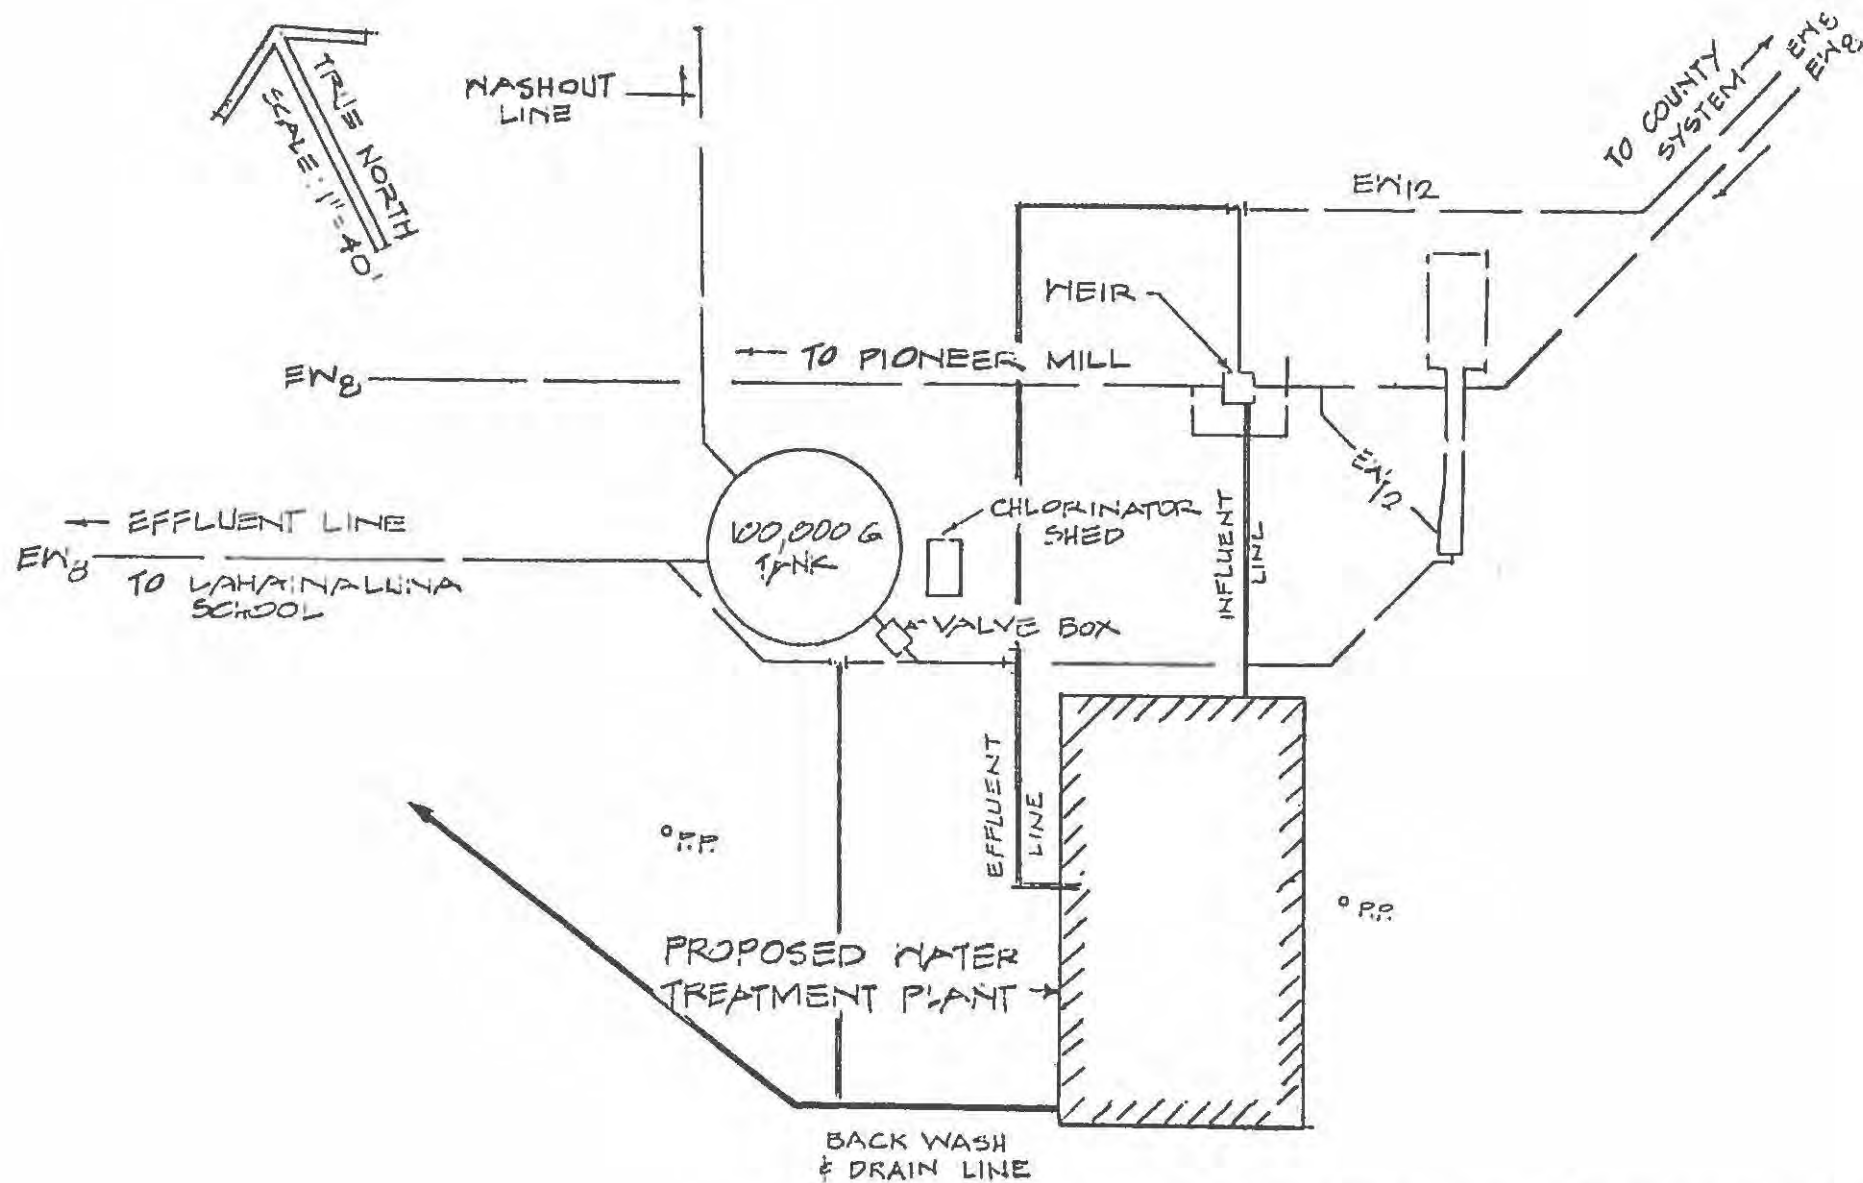 TRUE NORTH
SCALE: 1" = 40'
WASHOUT
LINE
TO COUNTY
SYSTEM
EW8
EW8
EW12
WEIR
← TO PIONEER MILL
EW8
EW12
← EFFLUENT LINE
EW8
TO LAHAINALUNA
SCHOOL
100,000 G
TANK
CHLORINATOR
SHED
INFLUENT
LINE
VALVE BOX
EFFLUENT
LINE
P.P.
P.P.
PROPOSED WATER
TREATMENT PLANT
BACK WASH
& DRAIN LINE